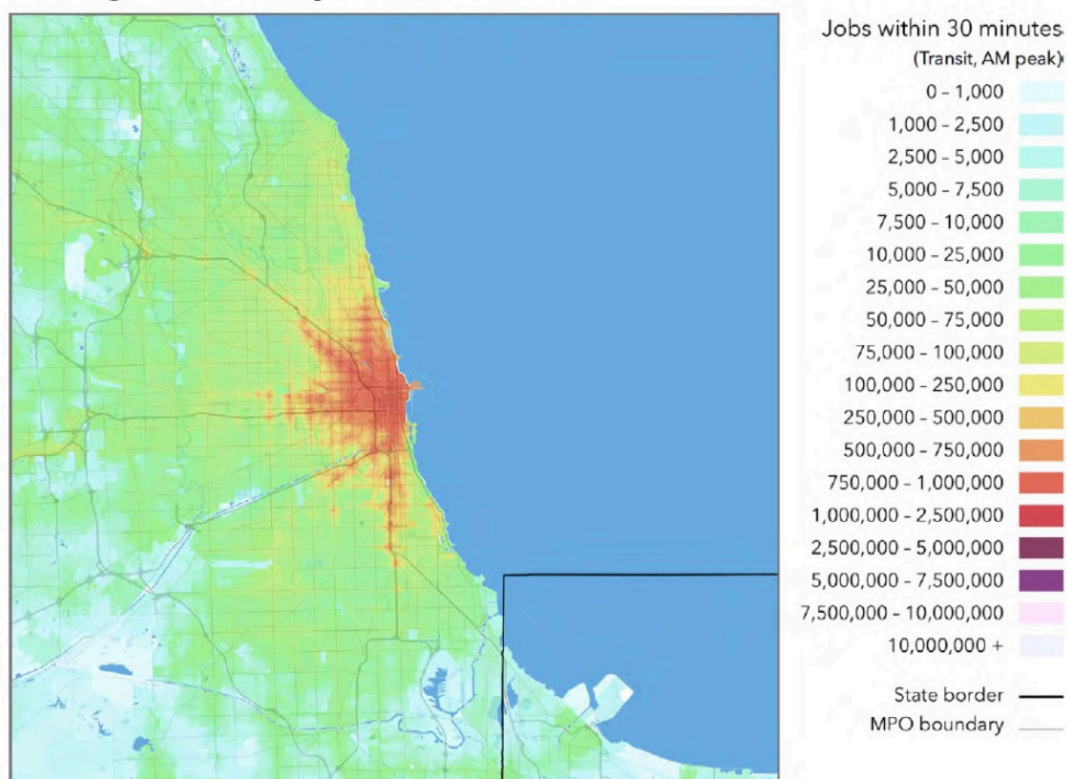 Jobs within 30 minutes
(Transit, AM peak)
0 – 1,000
1,000 – 2,500
2,500 – 5,000
5,000 – 7,500
7,500 – 10,000
10,000 – 25,000
25,000 – 50,000
50,000 – 75,000
75,000 – 100,000
100,000 – 250,000
250,000 – 500,000
500,000 – 750,000
750,000 – 1,000,000
1,000,000 – 2,500,000
2,500,000 – 5,000,000
5,000,000 – 7,500,000
7,500,000 – 10,000,000
10,000,000 +
State border
MPO boundary